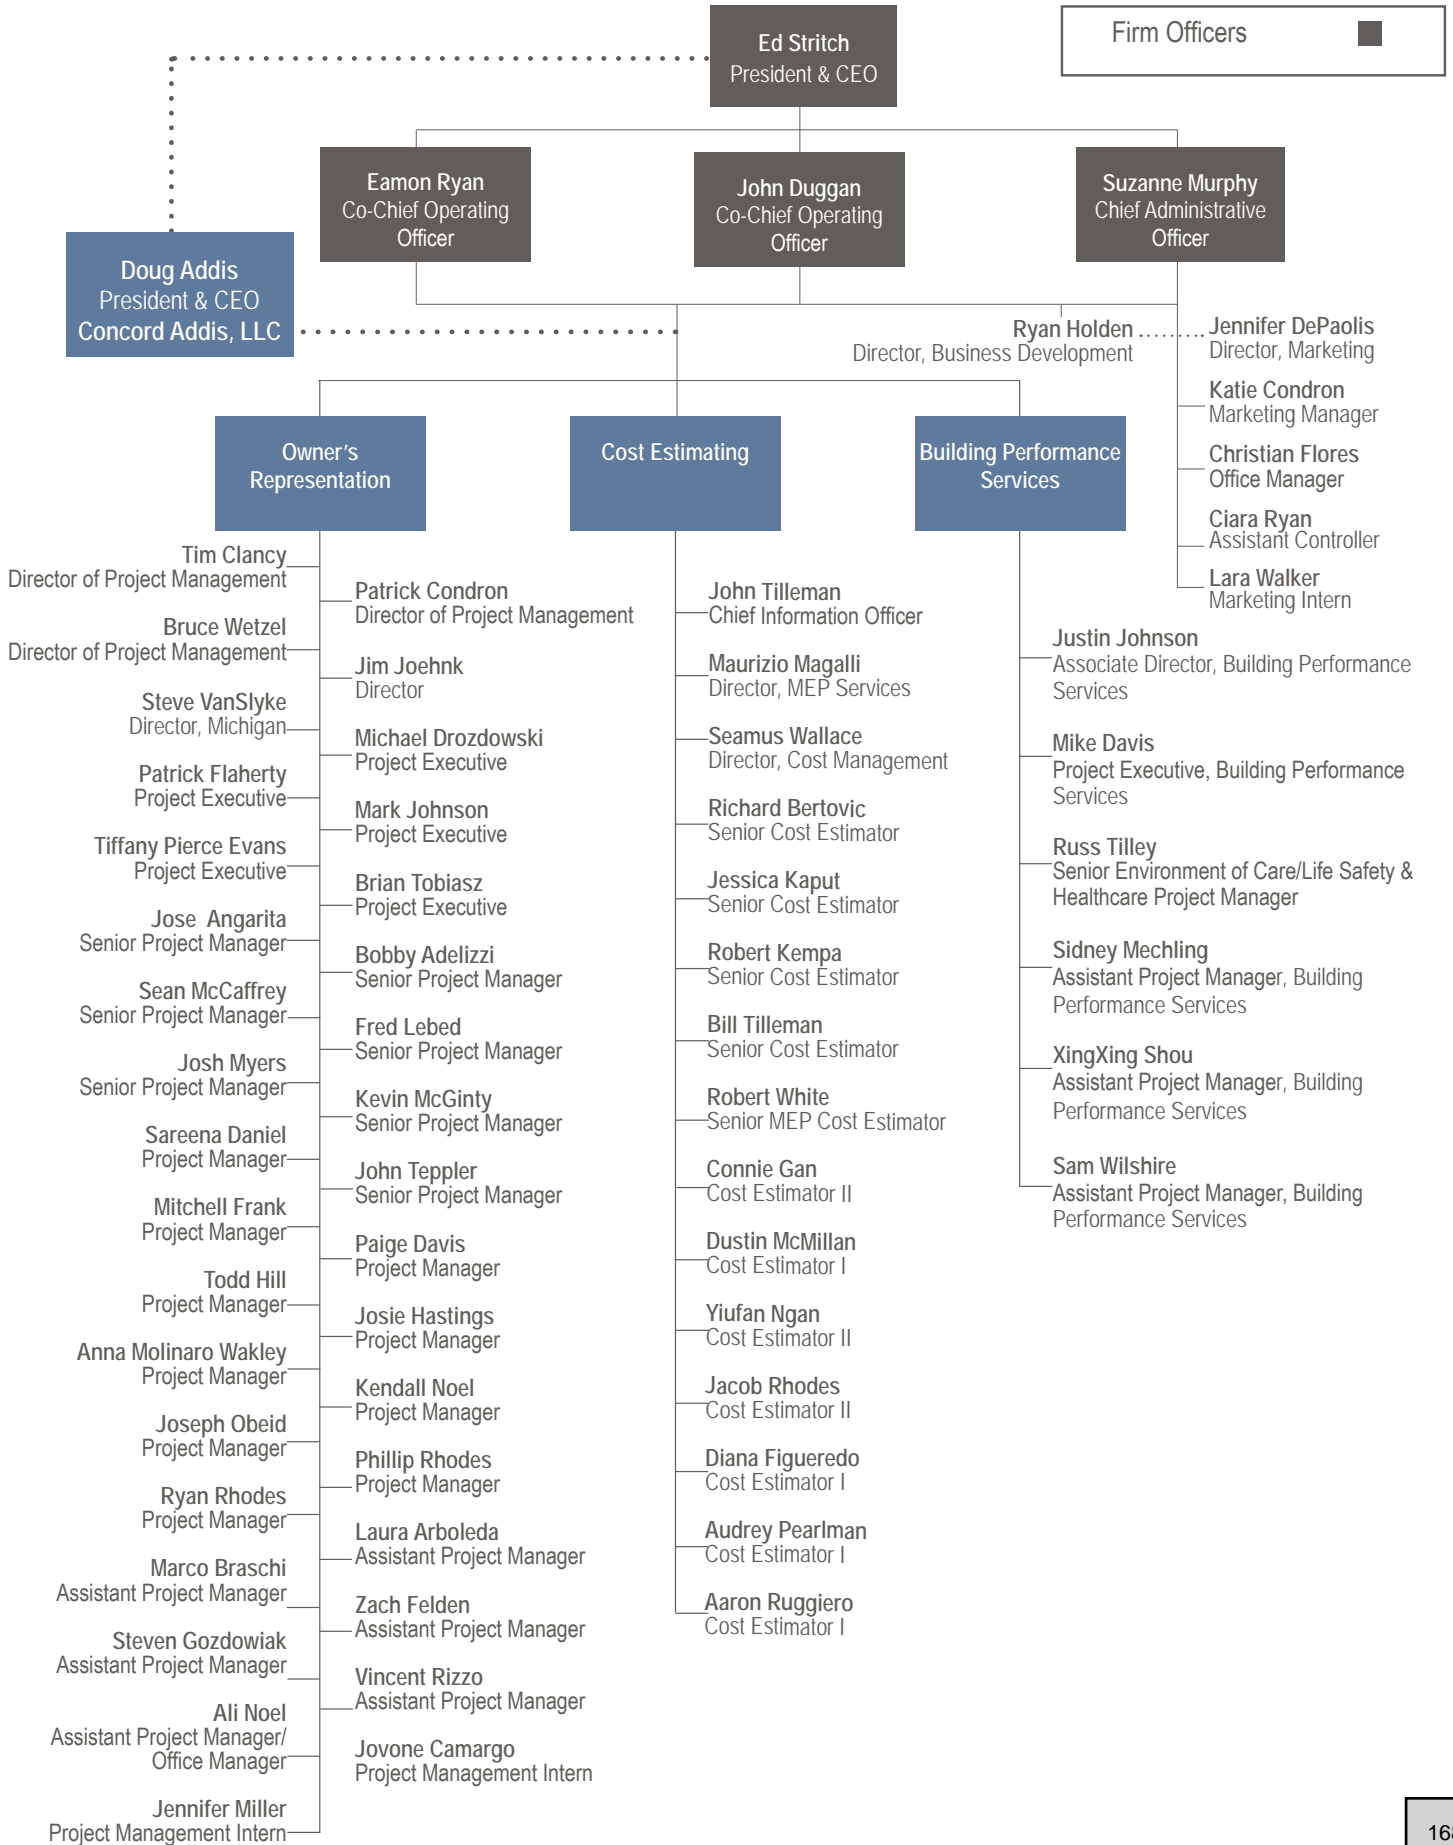 Firm Officers
Ed Stritch
President & CEO
Eamon Ryan
Co-Chief Operating
Officer
John Duggan
Co-Chief Operating
Officer
Suzanne Murphy
Chief Administrative
Officer
Doug Addis
President & CEO
Concord Addis, LLC
Ryan Holden
Director, Business Development
Jennifer DePaolis
Director, Marketing
Katie Condron
Marketing Manager
Christian Flores
Office Manager
Ciara Ryan
Assistant Controller
Lara Walker
Marketing Intern
Owner's
Representation
Tim Clancy
Director of Project Management
Bruce Wetzel
Director of Project Management
Steve VanSlyke
Director, Michigan
Patrick Flaherty
Project Executive
Tiffany Pierce Evans
Project Executive
Jose Angarita
Senior Project Manager
Sean McCaffrey
Senior Project Manager
Josh Myers
Senior Project Manager
Sareena Daniel
Project Manager
Mitchell Frank
Project Manager
Todd Hill
Project Manager
Anna Molinaro Wakley
Project Manager
Joseph Obeid
Project Manager
Ryan Rhodes
Project Manager
Marco Braschi
Assistant Project Manager
Steven Gozdowiak
Assistant Project Manager
Ali Noel
Assistant Project Manager/
Office Manager
Jennifer Miller
Project Management Intern
Patrick Condron
Director of Project Management
Jim Joehnk
Director
Michael Drozdowski
Project Executive
Mark Johnson
Project Executive
Brian Tobiasz
Project Executive
Bobby Adelizzi
Senior Project Manager
Fred Lebed
Senior Project Manager
Kevin McGinty
Senior Project Manager
John Teppler
Senior Project Manager
Paige Davis
Project Manager
Josie Hastings
Project Manager
Kendall Noel
Project Manager
Phillip Rhodes
Project Manager
Laura Arboleda
Assistant Project Manager
Zach Felden
Assistant Project Manager
Vincent Rizzo
Assistant Project Manager
Jovone Camargo
Project Management Intern
Cost Estimating
John Tilleman
Chief Information Officer
Maurizio Magalli
Director, MEP Services
Seamus Wallace
Director, Cost Management
Richard Bertovic
Senior Cost Estimator
Jessica Kaput
Senior Cost Estimator
Robert Kempa
Senior Cost Estimator
Bill Tilleman
Senior Cost Estimator
Robert White
Senior MEP Cost Estimator
Connie Gan
Cost Estimator II
Dustin McMillan
Cost Estimator I
Yiufan Ngan
Cost Estimator II
Jacob Rhodes
Cost Estimator II
Diana Figueredo
Cost Estimator I
Audrey Pearlman
Cost Estimator I
Aaron Ruggiero
Cost Estimator I
Building Performance
Services
Justin Johnson
Associate Director, Building Performance
Services
Mike Davis
Project Executive, Building Performance
Services
Russ Tilley
Senior Environment of Care/Life Safety &
Healthcare Project Manager
Sidney Mechling
Assistant Project Manager, Building
Performance Services
XingXing Shou
Assistant Project Manager, Building
Performance Services
Sam Wilshire
Assistant Project Manager, Building
Performance Services